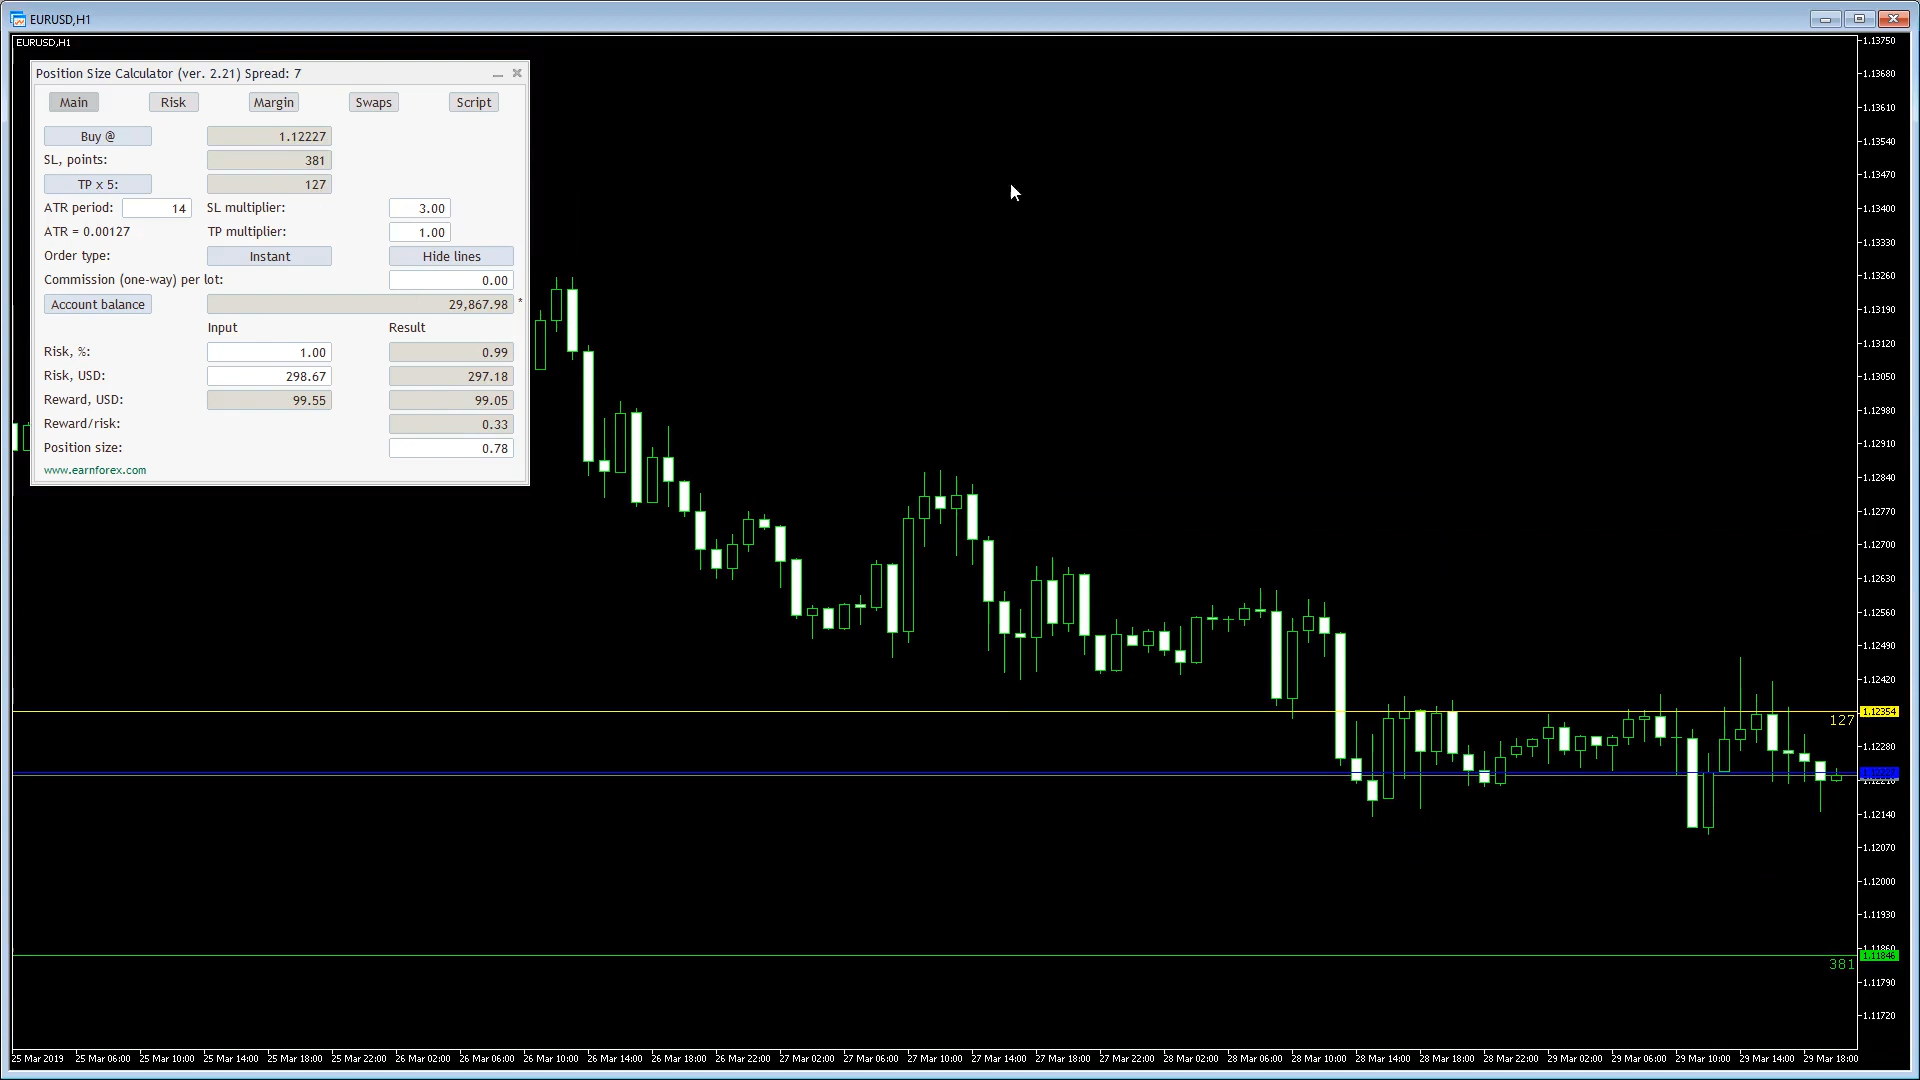 EURUSD,H1
EURUSD,H1
Position Size Calculator (ver. 2.21) Spread: 7
Main Risk Margin Swaps Script
Buy @ 1.12227
SL, points: 381
TP x 5: 127
ATR period: 14 SL multiplier: 3.00
ATR = 0.00127 TP multiplier: 1.00
Order type: Instant Hide lines
Commission (one-way) per lot: 0.00
Account balance 29,867.98 *
Input Result
Risk, %: 1.00 0.99
Risk, USD: 298.67 297.18
Reward, USD: 99.55 99.05
Reward/risk: 0.33
Position size: 0.78
www.earnforex.com
1.13750
1.13680
1.13610
1.13540
1.13470
1.13400
1.13330
1.13260
1.13190
1.13120
1.13050
1.12980
1.12910
1.12840
1.12770
1.12700
1.12630
1.12560
1.12490
1.12420
1.12354
127
1.12280
1.12210
1.12140
1.12070
1.12000
1.11930
1.11860
1.11846
381
1.11790
1.11720
25 Mar 2019 25 Mar 06:00 25 Mar 10:00 25 Mar 14:00 25 Mar 18:00 25 Mar 22:00 26 Mar 02:00 26 Mar 06:00 26 Mar 10:00 26 Mar 14:00 26 Mar 18:00 26 Mar 22:00 27 Mar 02:00 27 Mar 06:00 27 Mar 10:00 27 Mar 14:00 27 Mar 18:00 27 Mar 22:00 28 Mar 02:00 28 Mar 06:00 28 Mar 10:00 28 Mar 14:00 28 Mar 18:00 28 Mar 22:00 29 Mar 02:00 29 Mar 06:00 29 Mar 10:00 29 Mar 14:00 29 Mar 18:00